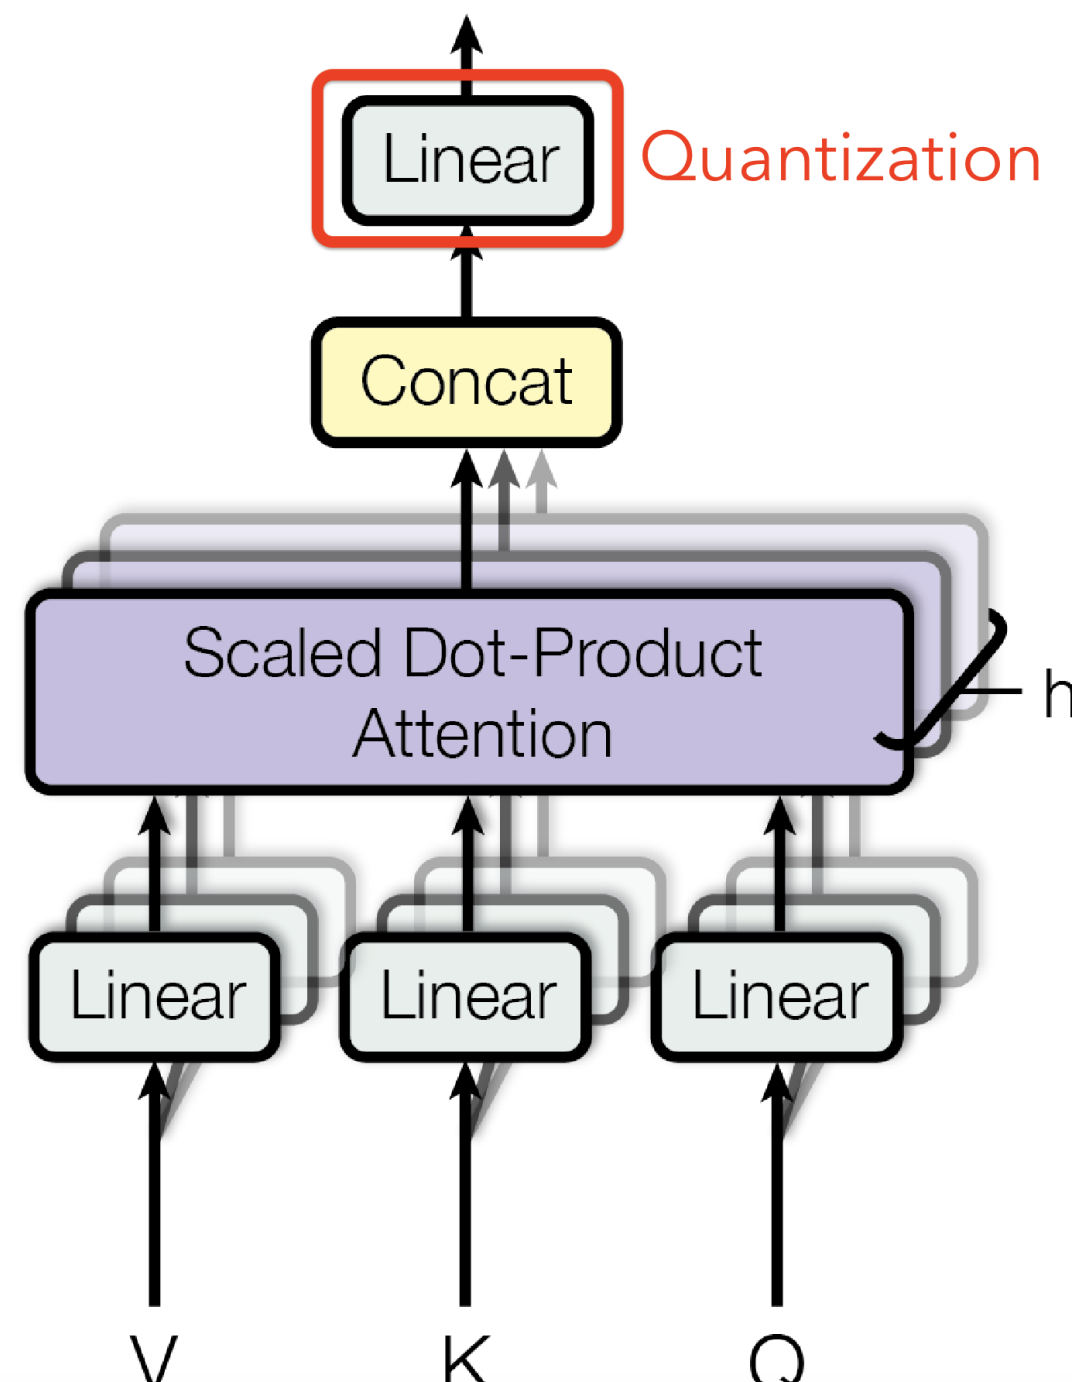 Linear
Quantization
Concat
Scaled Dot-Product
Attention
h
Linear
Linear
Linear
V
K
Q